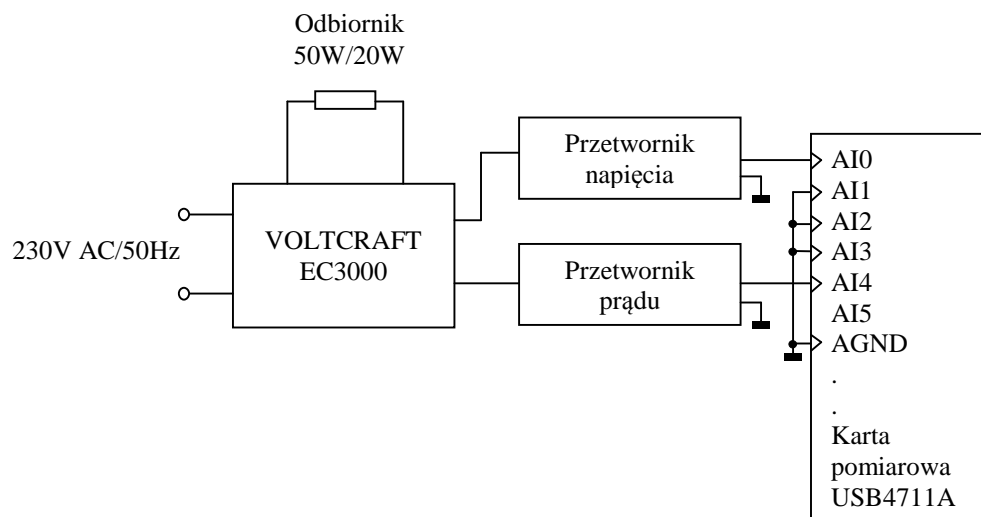 Odbiornik
50W/20W
230V AC/50Hz
VOLTCRAFT
EC3000
Przetwornik
napięcia
Przetwornik
prądu
AI0
AI1
AI2
AI3
AI4
AI5
AGND
.
.
Karta
pomiarowa
USB4711A